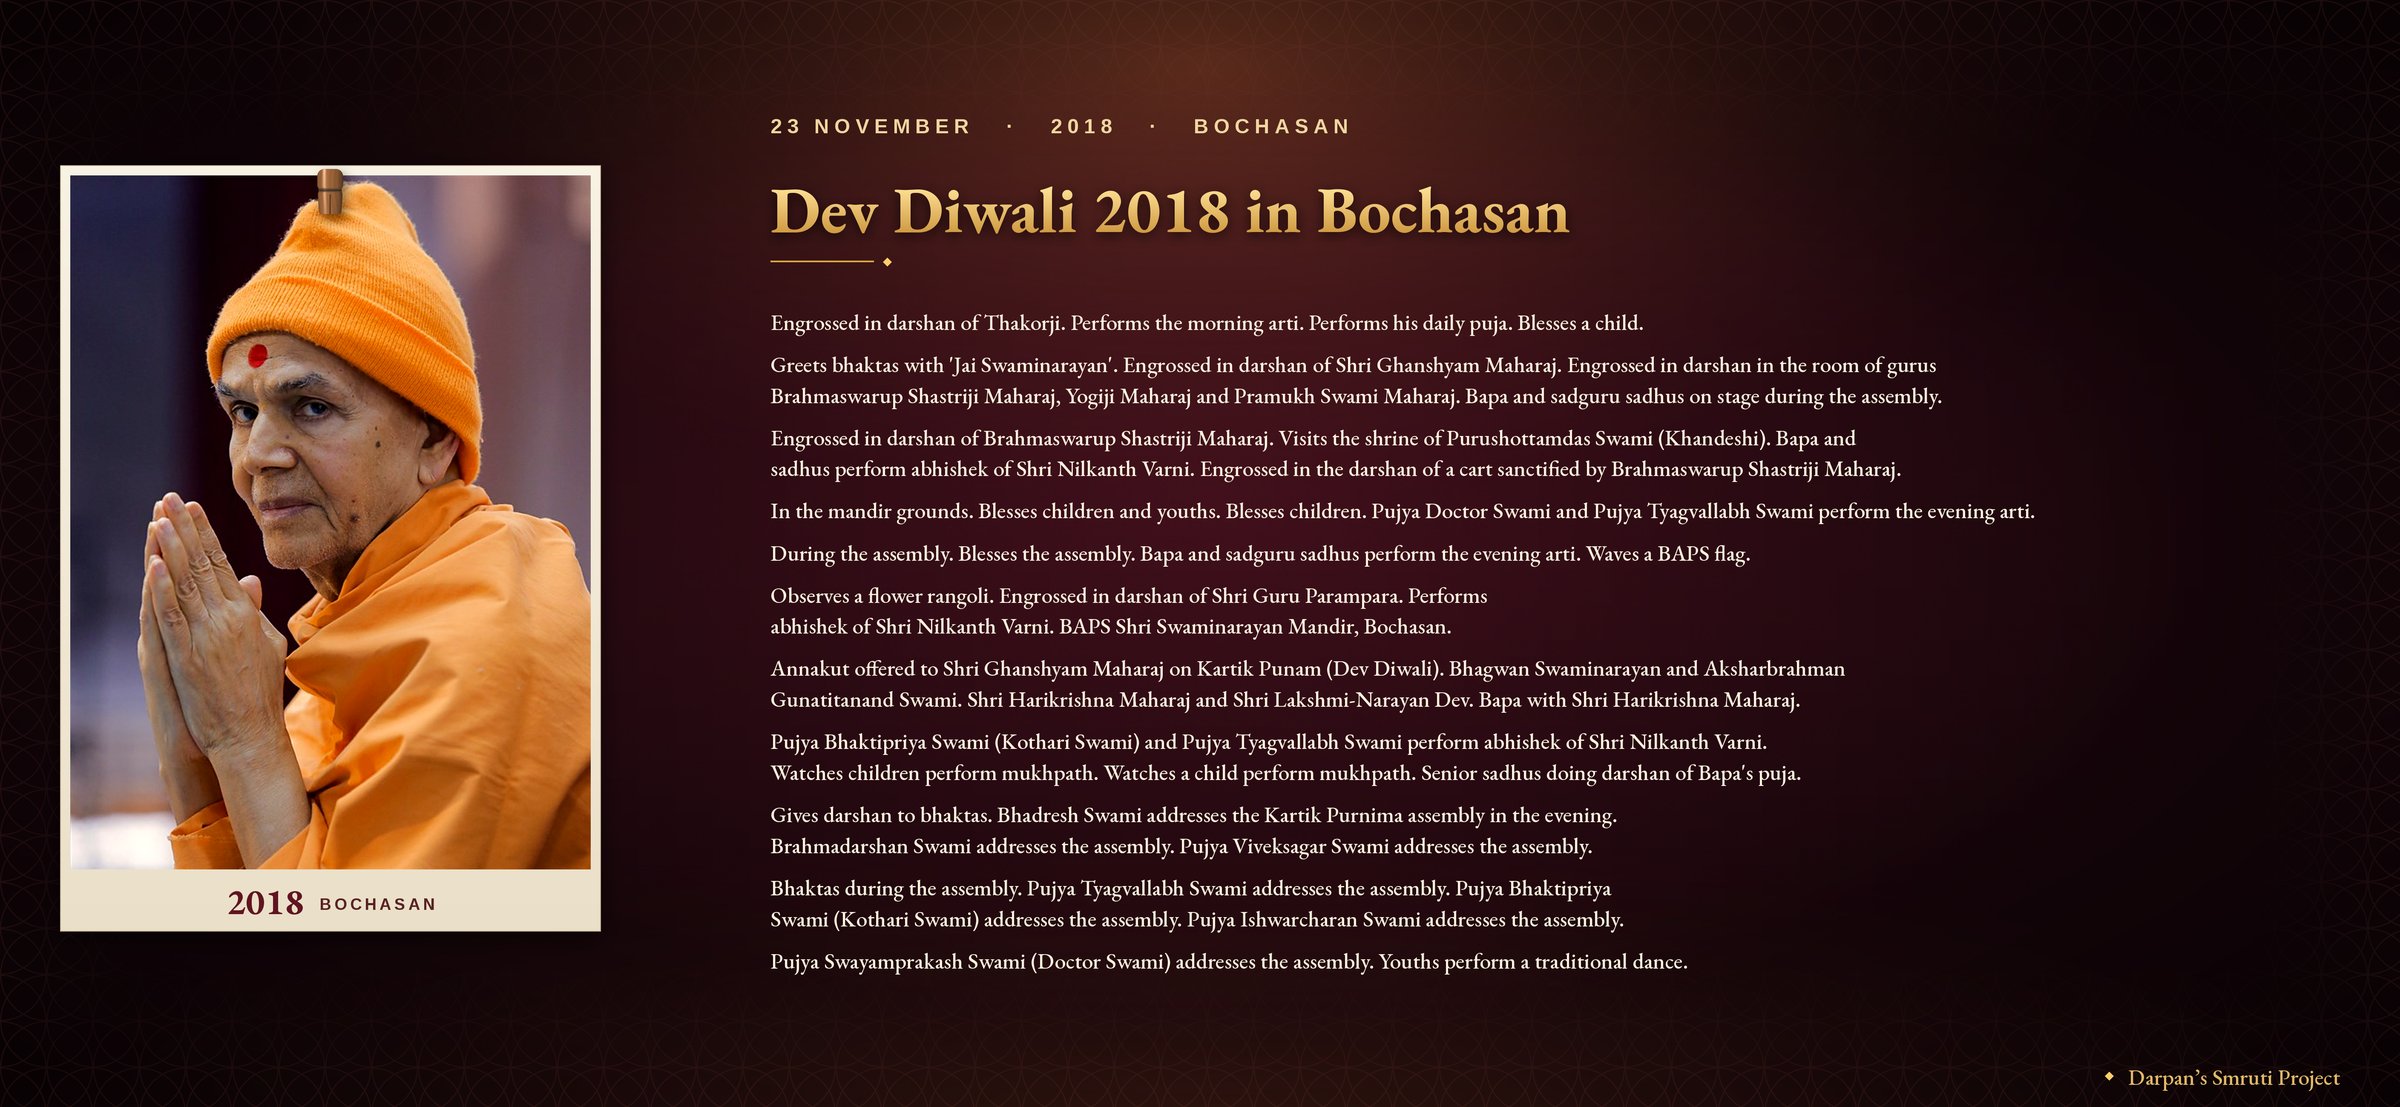 23 NOVEMBER · 2018 · BOCHASAN
Dev Diwali 2018 in Bochasan
Engrossed in darshan of Thakorji. Performs the morning arti. Performs his daily puja. Blesses a child.
Greets bhaktas with 'Jai Swaminarayan'. Engrossed in darshan of Shri Ghanshyam Maharaj. Engrossed in darshan in the room of gurus
Brahmaswarup Shastriji Maharaj, Yogiji Maharaj and Pramukh Swami Maharaj. Bapa and sadguru sadhus on stage during the assembly.
Engrossed in darshan of Brahmaswarup Shastriji Maharaj. Visits the shrine of Purushottamdas Swami (Khandeshi). Bapa and
sadhus perform abhishek of Shri Nilkanth Varni. Engrossed in the darshan of a cart sanctified by Brahmaswarup Shastriji Maharaj.
In the mandir grounds. Blesses children and youths. Blesses children. Pujya Doctor Swami and Pujya Tyagvallabh Swami perform the evening arti.
During the assembly. Blesses the assembly. Bapa and sadguru sadhus perform the evening arti. Waves a BAPS flag.
Observes a flower rangoli. Engrossed in darshan of Shri Guru Parampara. Performs
abhishek of Shri Nilkanth Varni. BAPS Shri Swaminarayan Mandir, Bochasan.
Annakut offered to Shri Ghanshyam Maharaj on Kartik Punam (Dev Diwali). Bhagwan Swaminarayan and Aksharbrahman
Gunatitanand Swami. Shri Harikrishna Maharaj and Shri Lakshmi-Narayan Dev. Bapa with Shri Harikrishna Maharaj.
Pujya Bhaktipriya Swami (Kothari Swami) and Pujya Tyagvallabh Swami perform abhishek of Shri Nilkanth Varni.
Watches children perform mukhpath. Watches a child perform mukhpath. Senior sadhus doing darshan of Bapa's puja.
Gives darshan to bhaktas. Bhadresh Swami addresses the Kartik Purnima assembly in the evening.
Brahmadarshan Swami addresses the assembly. Pujya Viveksagar Swami addresses the assembly.
Bhaktas during the assembly. Pujya Tyagvallabh Swami addresses the assembly. Pujya Bhaktipriya
Swami (Kothari Swami) addresses the assembly. Pujya Ishwarcharan Swami addresses the assembly.
Pujya Swayamprakash Swami (Doctor Swami) addresses the assembly. Youths perform a traditional dance.
2018 BOCHASAN
Darpan’s Smruti Project